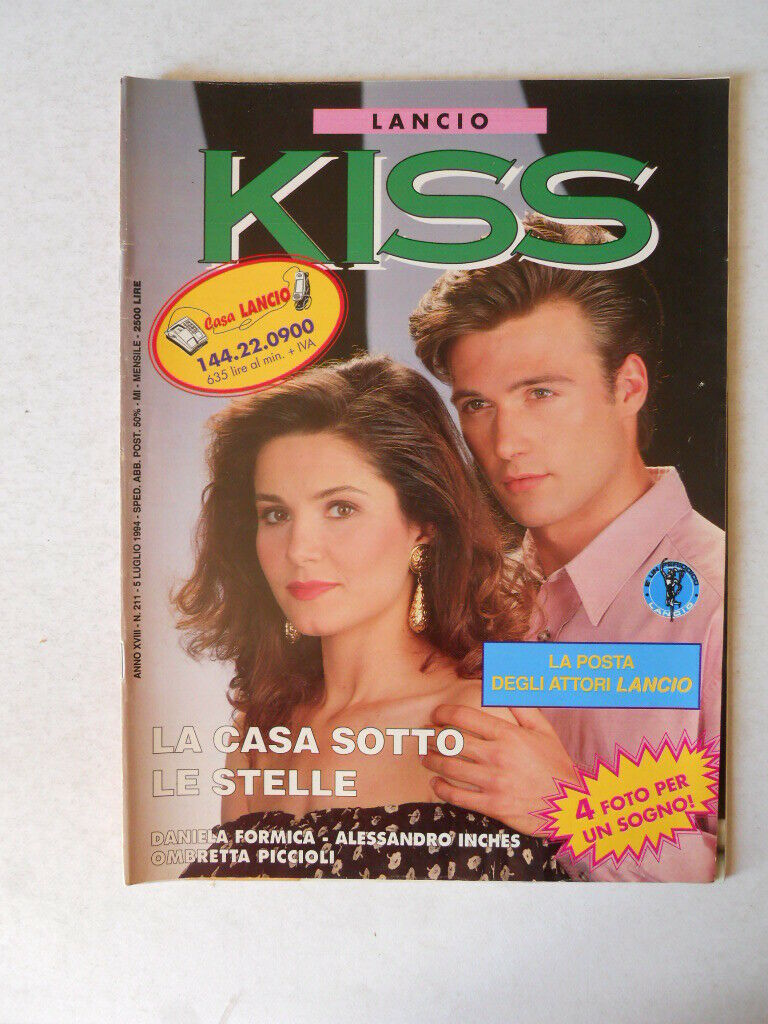 LANCIO
KISS
Casa LANCIO
144.22.0900
635 lire al min. + IVA
ANNO XVIII - N. 211 - 5 LUGLIO 1994 - SPED. ABB. POST. 50% - MI - MENSILE - 2500 LIRE
LANCIO
LA POSTA
DEGLI ATTORI LANCIO
LA CASA SOTTO
LE STELLE
4 FOTO PER
UN SOGNO!
DANIELA FORMICA - ALESSANDRO INCHES
OMBRETTA PICCIOLI